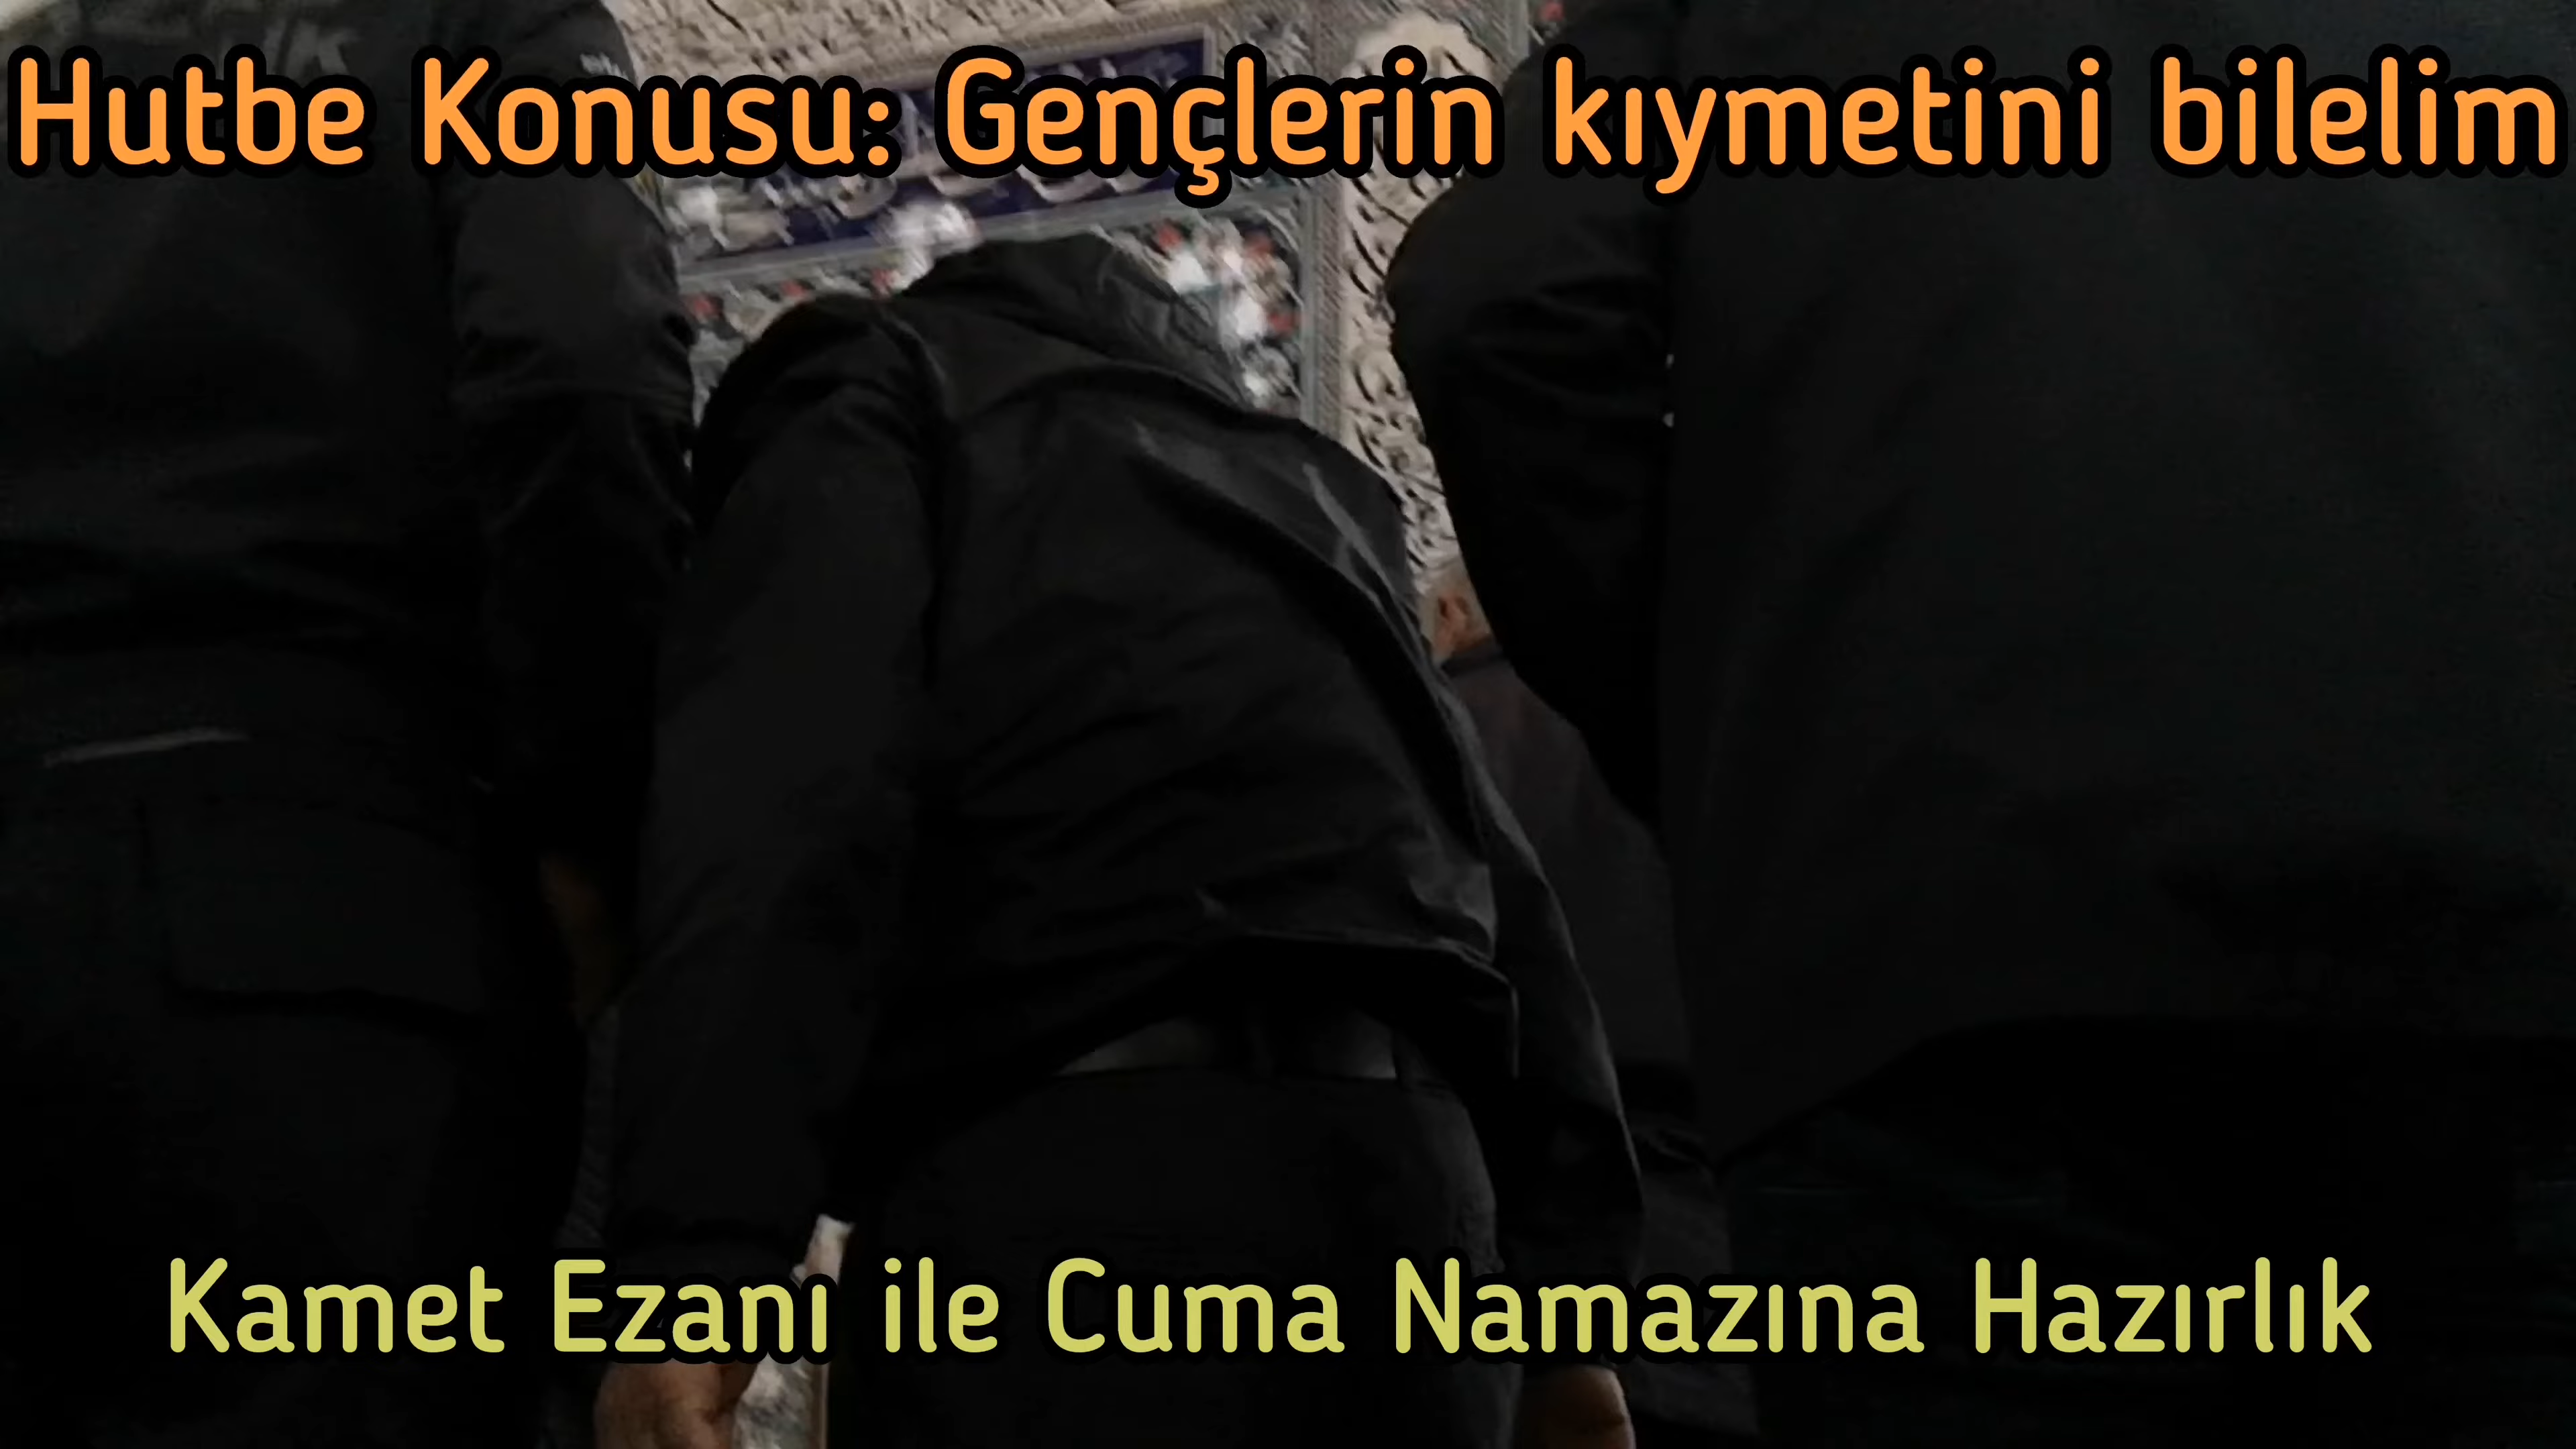 Hutbe Konusu: Gençlerin kıymetini bilelim
Kamet Ezanı ile Cuma Namazına Hazırlık